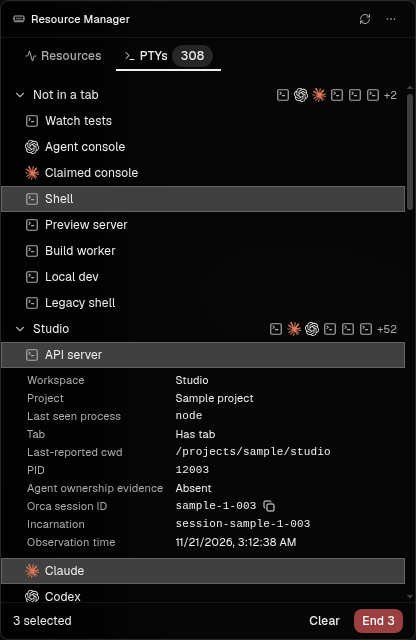 Resource Manager
Resources
PTYs 308
Not in a tab +2
Watch tests
Agent console
Claimed console
Shell
Preview server
Build worker
Local dev
Legacy shell
Studio +52
API server
Workspace Studio
Project Sample project
Last seen process node
Tab Has tab
Last-reported cwd /projects/sample/studio
PID 12003
Agent ownership evidence Absent
Orca session ID sample-1-003
Incarnation session-sample-1-003
Observation time 11/21/2026, 3:12:38 AM
Claude
Codex
3 selected Clear End 3